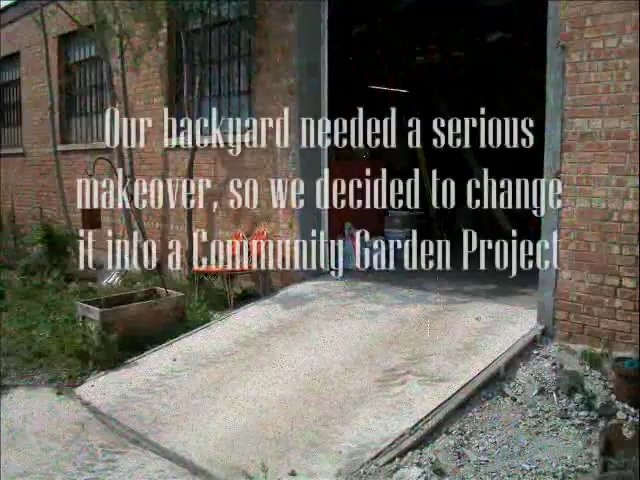 Our backyard needed a serious
makeover, so we decided to change
it into a Community Garden Project